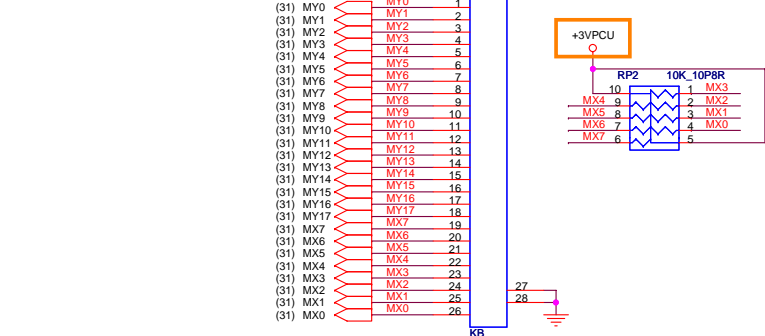 (31) MY0 MY0 1
(31) MY1 MY1 2
(31) MY2 MY2 3
(31) MY3 MY3 4
(31) MY4 MY4 5
(31) MY5 MY5 6
(31) MY6 MY6 7
(31) MY7 MY7 8
(31) MY8 MY8 9
(31) MY9 MY9 10
(31) MY10 MY10 11
(31) MY11 MY11 12
(31) MY12 MY12 13
(31) MY13 MY13 14
(31) MY14 MY14 15
(31) MY15 MY15 16
(31) MY16 MY16 17
(31) MY17 MY17 18
(31) MX7 MX7 19
(31) MX6 MX6 20
(31) MX5 MX5 21
(31) MX4 MX4 22
(31) MX3 MX3 23
(31) MX2 MX2 24
(31) MX1 MX1 25
(31) MX0 MX0 26
27
28
KB
+3VPCU
RP2 10K_10P8R
10 1 MX3
MX4 9 2 MX2
MX5 8 3 MX1
MX6 7 4 MX0
MX7 6 5